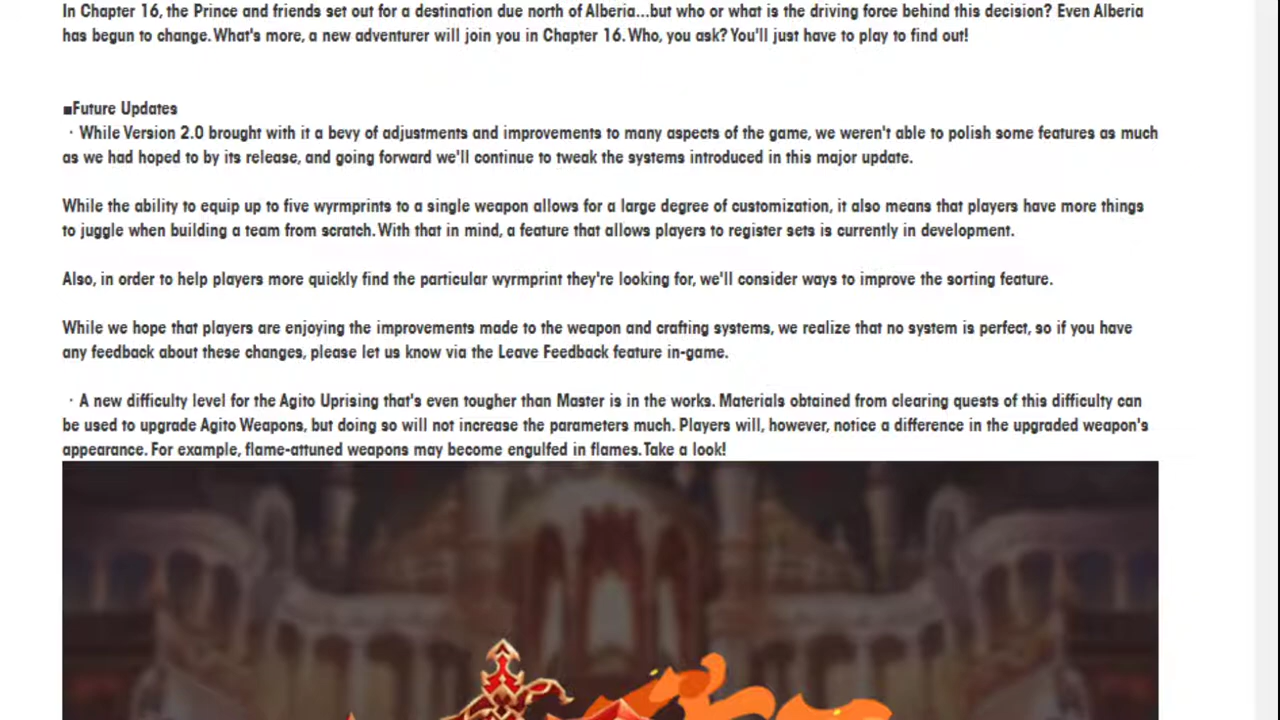 In Chapter 16, the Prince and friends set out for a destination due north of Alberia...but who or what is the driving force behind this decision? Even Alberia
has begun to change. What's more, a new adventurer will join you in Chapter 16. Who, you ask? You'll just have to play to find out!
■Future Updates
・While Version 2.0 brought with it a bevy of adjustments and improvements to many aspects of the game, we weren't able to polish some features as much
as we had hoped to by its release, and going forward we'll continue to tweak the systems introduced in this major update.
While the ability to equip up to five wyrmprints to a single weapon allows for a large degree of customization, it also means that players have more things
to juggle when building a team from scratch. With that in mind, a feature that allows players to register sets is currently in development.
Also, in order to help players more quickly find the particular wyrmprint they're looking for, we'll consider ways to improve the sorting feature.
While we hope that players are enjoying the improvements made to the weapon and crafting systems, we realize that no system is perfect, so if you have
any feedback about these changes, please let us know via the Leave Feedback feature in-game.
・A new difficulty level for the Agito Uprising that's even tougher than Master is in the works. Materials obtained from clearing quests of this difficulty can
be used to upgrade Agito Weapons, but doing so will not increase the parameters much. Players will, however, notice a difference in the upgraded weapon's
appearance. For example, flame-attuned weapons may become engulfed in flames. Take a look!